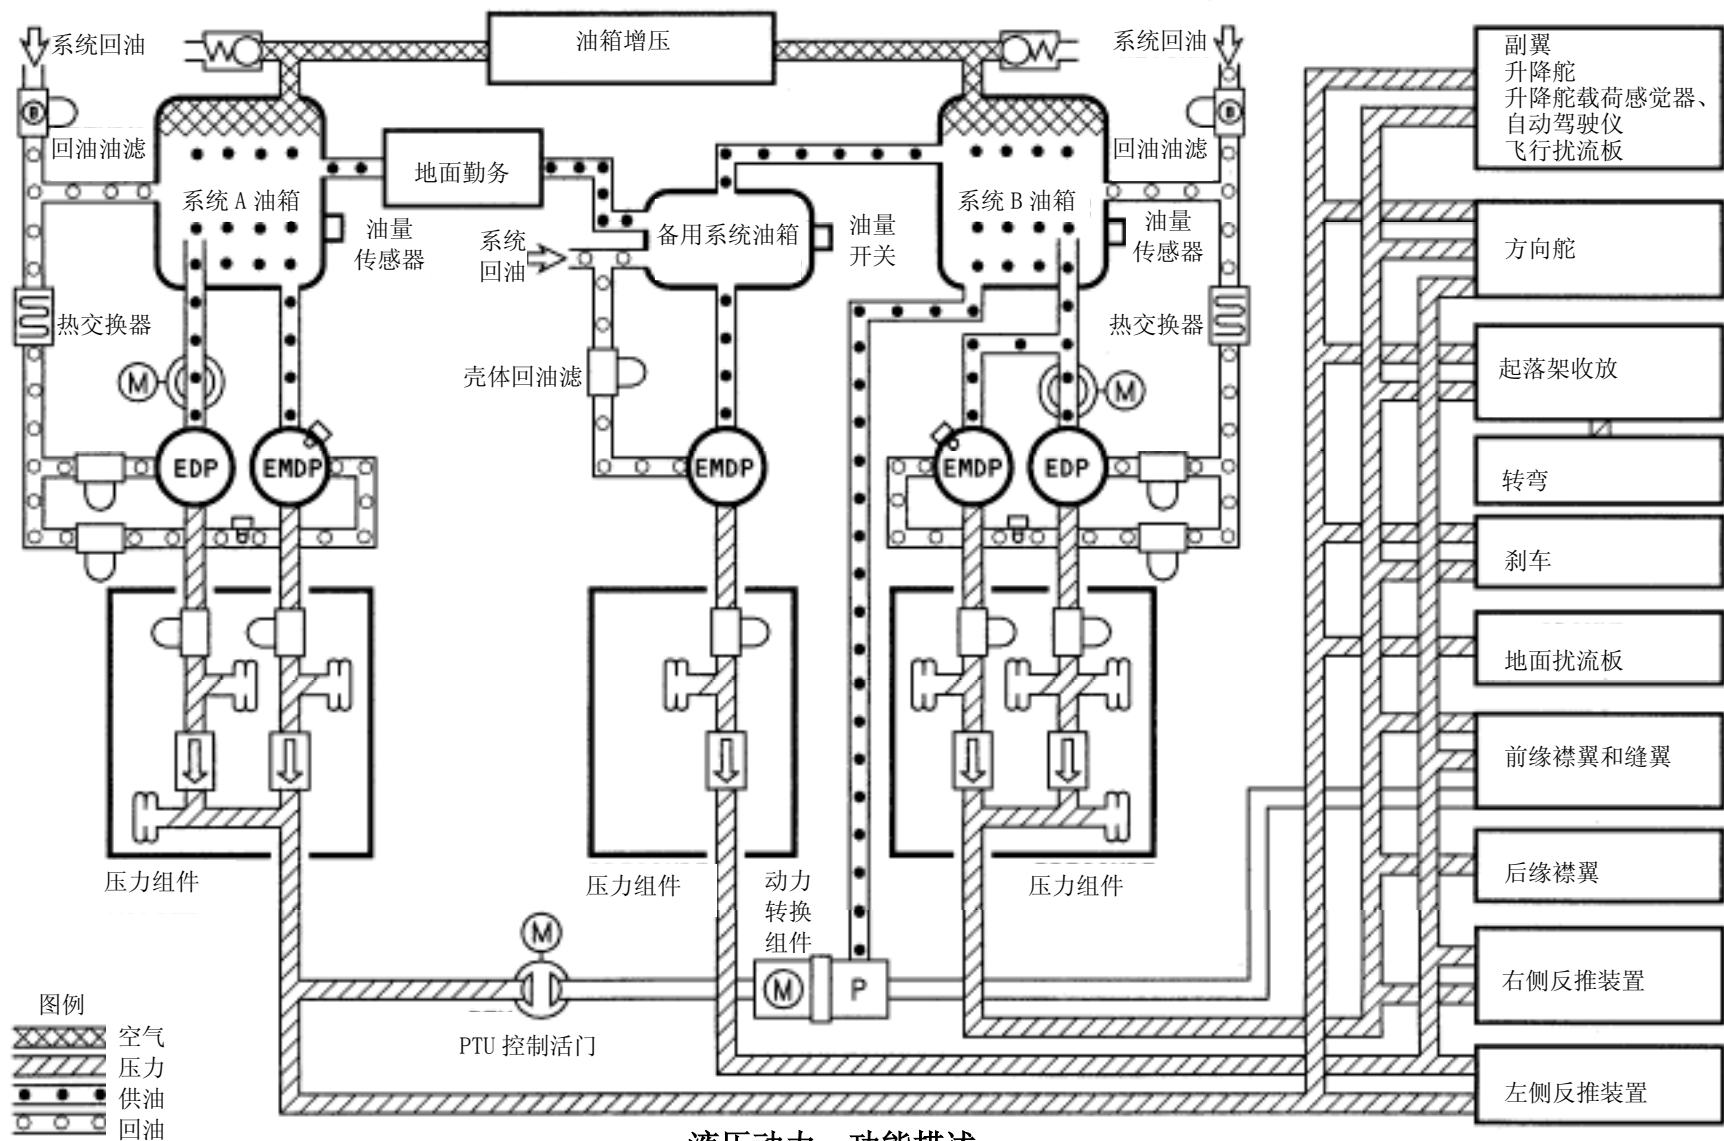 系统回油
油箱增压
系统回油
B
B
回油油滤
回油油滤
地面勤务
系统 A 油箱
系统 B 油箱
油量
传感器
系统
回油
备用系统油箱
油量
开关
油量
传感器
热交换器
热交换器
M
壳体回油滤
M
EDP
EMDP
EMDP
EMDP
EDP
压力组件
压力组件
动力
转换
组件
压力组件
M
M
P
PTU 控制活门
副翼
升降舵
升降舵载荷感觉器、
自动驾驶仪
飞行扰流板
方向舵
起落架收放
转弯
刹车
地面扰流板
前缘襟翼和缝翼
后缘襟翼
右侧反推装置
左侧反推装置
图例
空气
压力
供油
回油